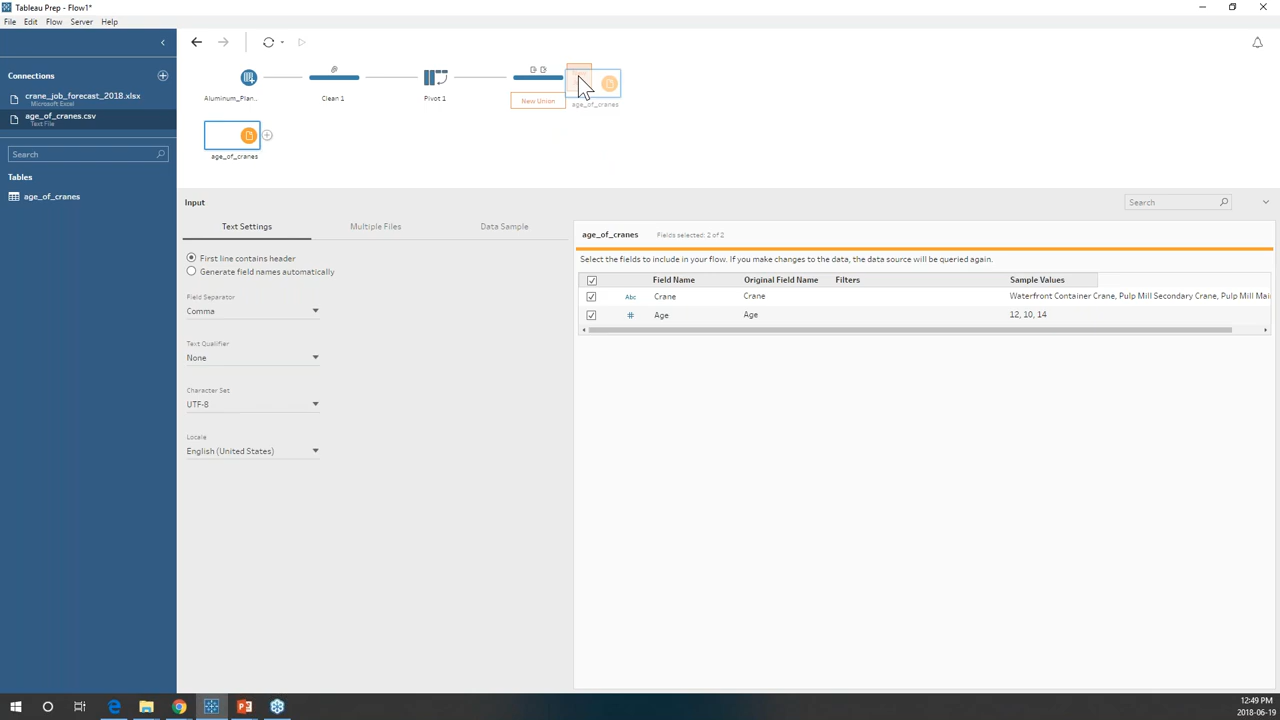 Tableau Prep - Flow1*
File Edit Flow Server Help
Connections
crane_job_forecast_2018.xlsx
Microsoft Excel
age_of_cranes.csv
Text File
Search
Tables
age_of_cranes
Aluminum_Plan...
Clean 1
Pivot 1
New Union
age_of_cranes
age_of_cranes
Input
Search
Text Settings
Multiple Files
Data Sample
First line contains header
Generate field names automatically
Field Separator
Comma
Text Qualifier
None
Character Set
UTF-8
Locale
English (United States)
age_of_cranes Fields selected: 2 of 2
Select the fields to include in your flow. If you make changes to the data, the data source will be queried again.
Field Name Original Field Name Filters Sample Values
Abc Crane Crane Waterfront Container Crane, Pulp Mill Secondary Crane, Pulp Mill Mai
# Age Age 12, 10, 14
12:49 PM
2018-06-19